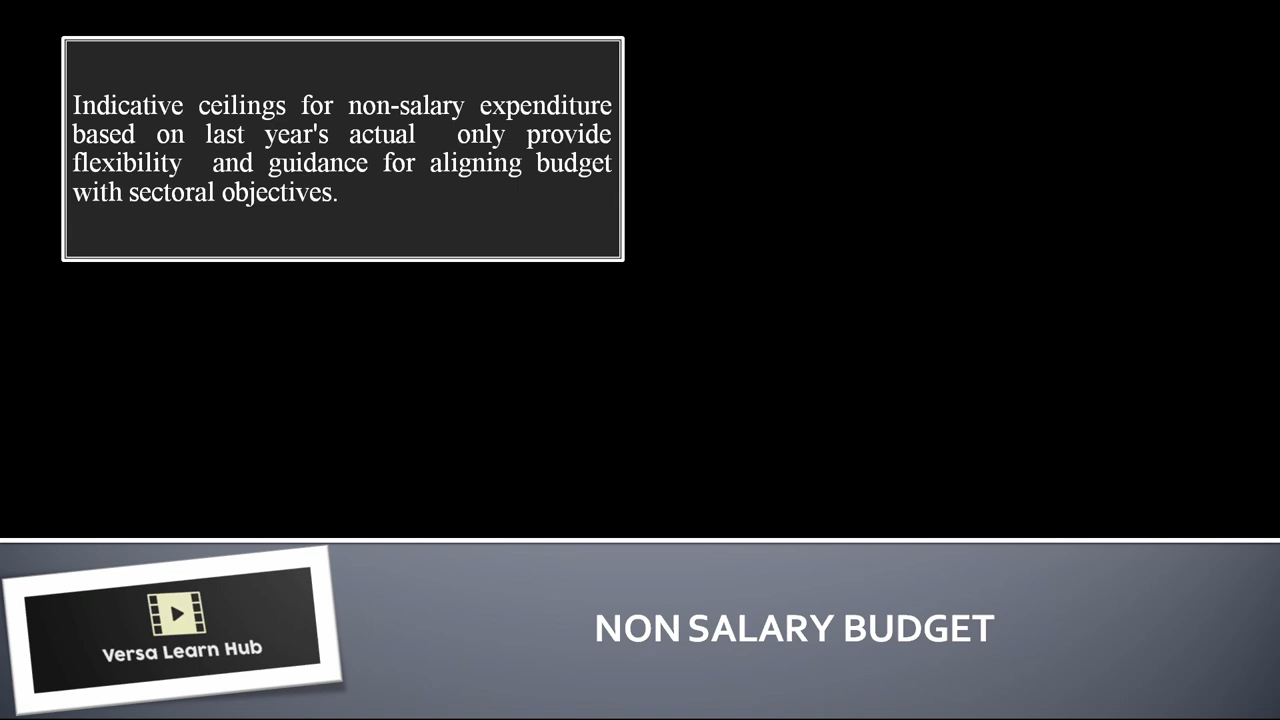 Indicative ceilings for non-salary expenditure
based on last year's actual only provide
flexibility and guidance for aligning budget
with sectoral objectives.
Versa Learn Hub
NON SALARY BUDGET